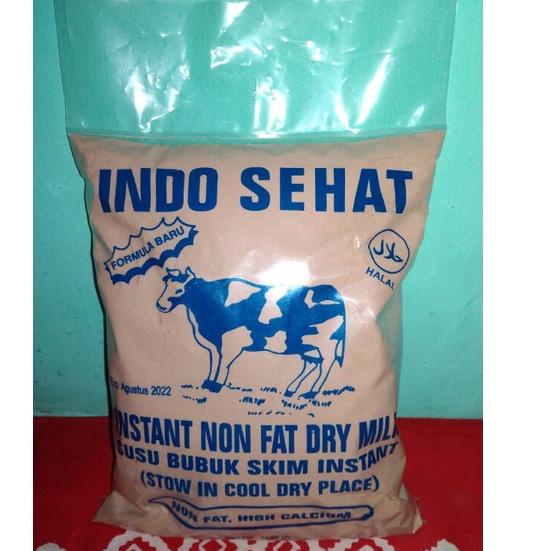 INDO SEHAT
FORMULA BARU
حلال
HALAL
Agustus 2022
INSTANT NON FAT DRY MILK
SUSU BUBUK SKIM INSTANT
(STOW IN COOL DRY PLACE)
NON FAT. HIGH CALCIUM